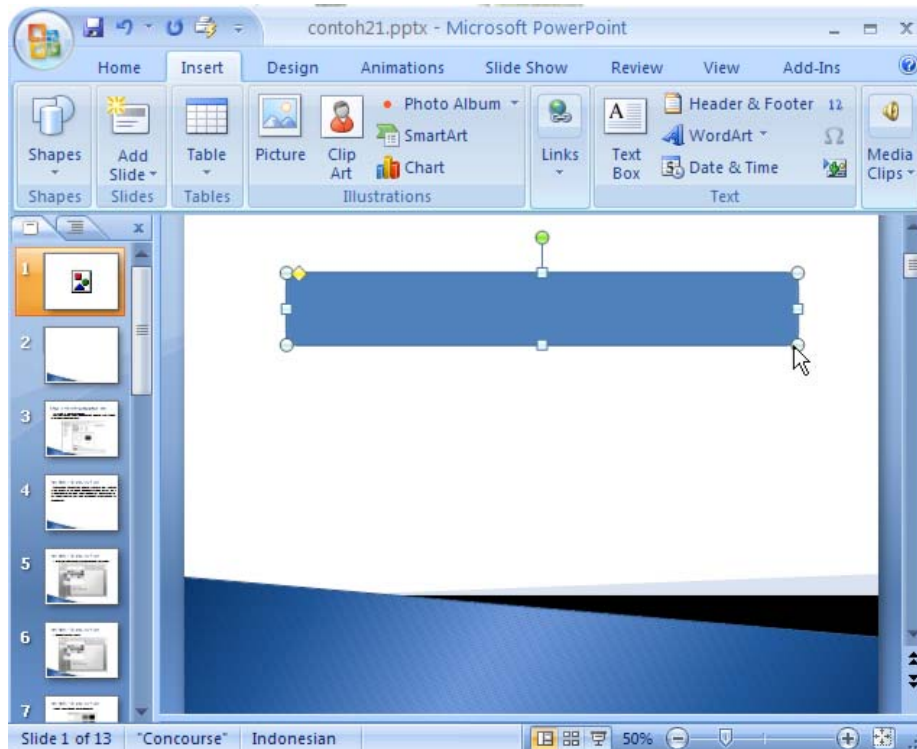 contoh21.pptx - Microsoft PowerPoint
Home Insert Design Animations Slide Show Review View Add-Ins
Shapes
Add Slide
Table
Picture
Clip Art
Photo Album
SmartArt
Chart
Links
A
Text Box
Header & Footer
WordArt
Date & Time
12
Ω
Media Clips
Shapes Slides Tables Illustrations Text
1
2
3
4
5
6
7
Slide 1 of 13 "Concourse" Indonesian 50%